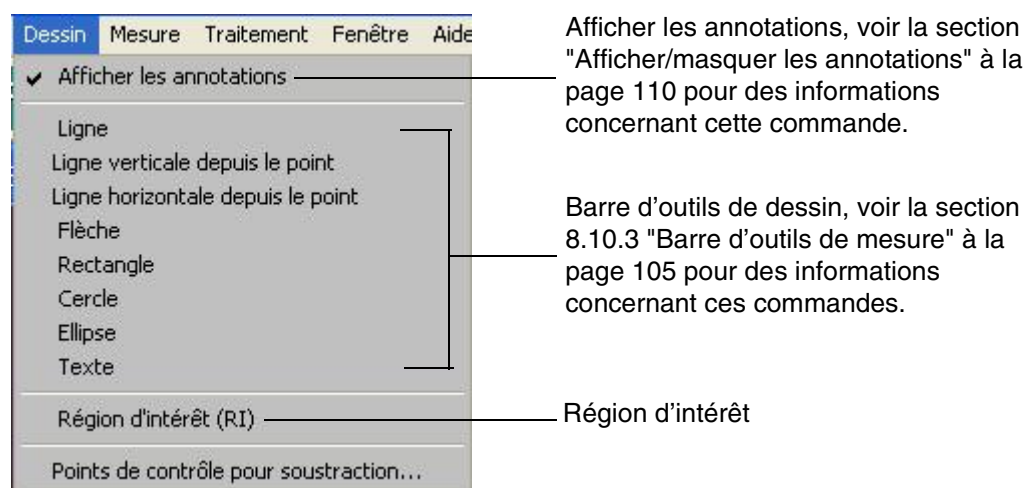 Dessin Mesure Traitement Fenêtre Aide
Afficher les annotations
Ligne
Ligne verticale depuis le point
Ligne horizontale depuis le point
Flèche
Rectangle
Cercle
Ellipse
Texte
Région d'intérêt (RI)
Points de contrôle pour soustraction...
Afficher les annotations, voir la section
"Afficher/masquer les annotations" à la
page 110 pour des informations
concernant cette commande.
Barre d’outils de dessin, voir la section
8.10.3 "Barre d’outils de mesure" à la
page 105 pour des informations
concernant ces commandes.
Région d’intérêt